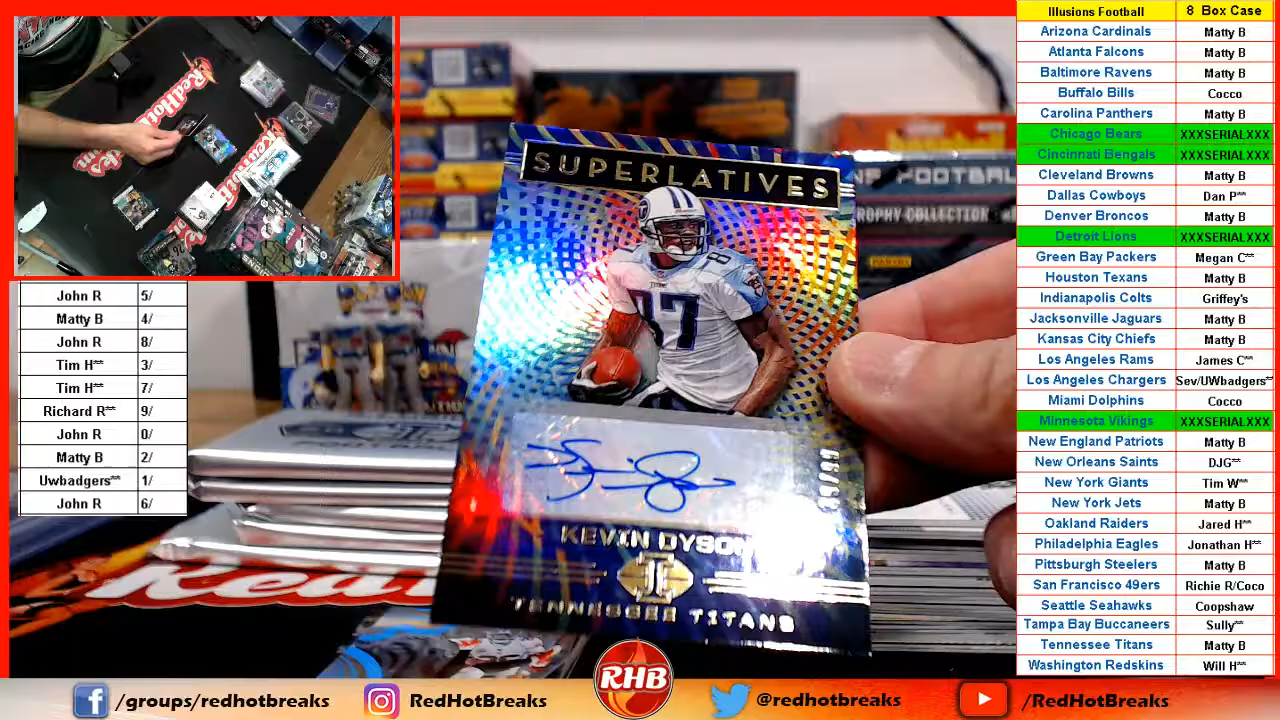 Illusions Football 8 Box Case
Arizona Cardinals Matty B
Atlanta Falcons Matty B
Baltimore Ravens Matty B
Buffalo Bills Cocco
Carolina Panthers Matty B
Chicago Bears XXXSERIALXXX
Cincinnati Bengals XXXSERIALXXX
Cleveland Browns Matty B
Dallas Cowboys Dan P**
Denver Broncos Matty B
Detroit Lions XXXSERIALXXX
Green Bay Packers Megan C**
Houston Texans Matty B
Indianapolis Colts Griffey's
Jacksonville Jaguars Matty B
Kansas City Chiefs Matty B
Los Angeles Rams James C**
Los Angeles Chargers Sev/UWbadgers**
Miami Dolphins Cocco
Minnesota Vikings XXXSERIALXXX
New England Patriots Matty B
New Orleans Saints DJG**
New York Giants Tim W**
New York Jets Matty B
Oakland Raiders Jared H**
Philadelphia Eagles Jonathan H**
Pittsburgh Steelers Matty B
San Francisco 49ers Richie R/Coco
Seattle Seahawks Coopshaw
Tampa Bay Buccaneers Sully**
Tennessee Titans Matty B
Washington Redskins Will H**
John R 5/
Matty B 4/
John R 8/
Tim H** 3/
Tim H** 7/
Richard R** 9/
John R 0/
Matty B 2/
Uwbadgers** 1/
John R 6/
SUPERLATIVES
87
KEVIN DYSON
TENNESSEE TITANS
FOOTBAL
TROPHY COLLECTION
PANINI
RHB
/groups/redhotbreaks
RedHotBreaks
@redhotbreaks
/RedHotBreaks